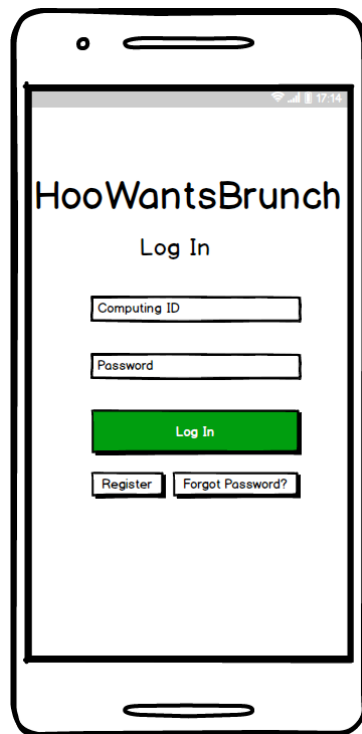 17:14
HooWantsBrunch
Log In
Computing ID
Password
Log In
Register Forgot Password?